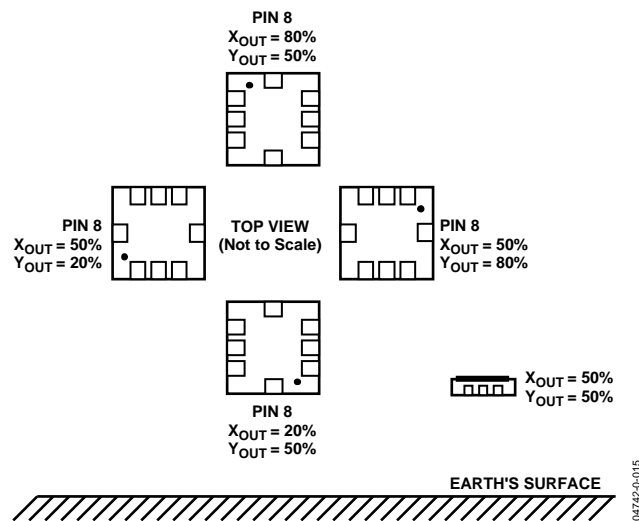 PIN 8
XOUT = 80%
YOUT = 50%
PIN 8
XOUT = 50%
YOUT = 20%
TOP VIEW
(Not to Scale)
PIN 8
XOUT = 50%
YOUT = 80%
PIN 8
XOUT = 20%
YOUT = 50%
XOUT = 50%
YOUT = 50%
EARTH'S SURFACE
04742-0-015